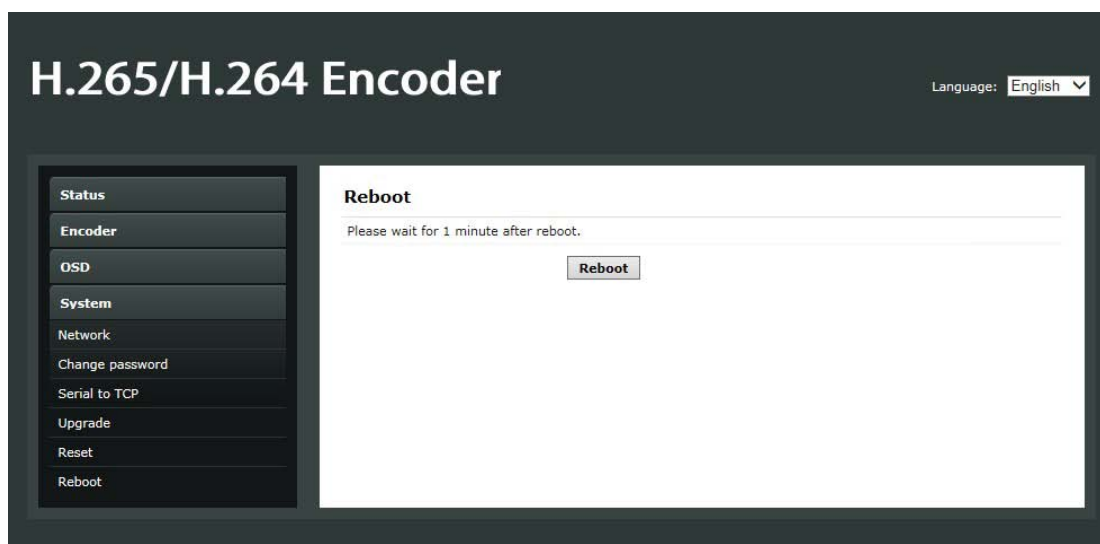 H.265/H.264 Encoder
Language: English
Status
Encoder
OSD
System
Network
Change password
Serial to TCP
Upgrade
Reset
Reboot
Reboot
Please wait for 1 minute after reboot.
Reboot